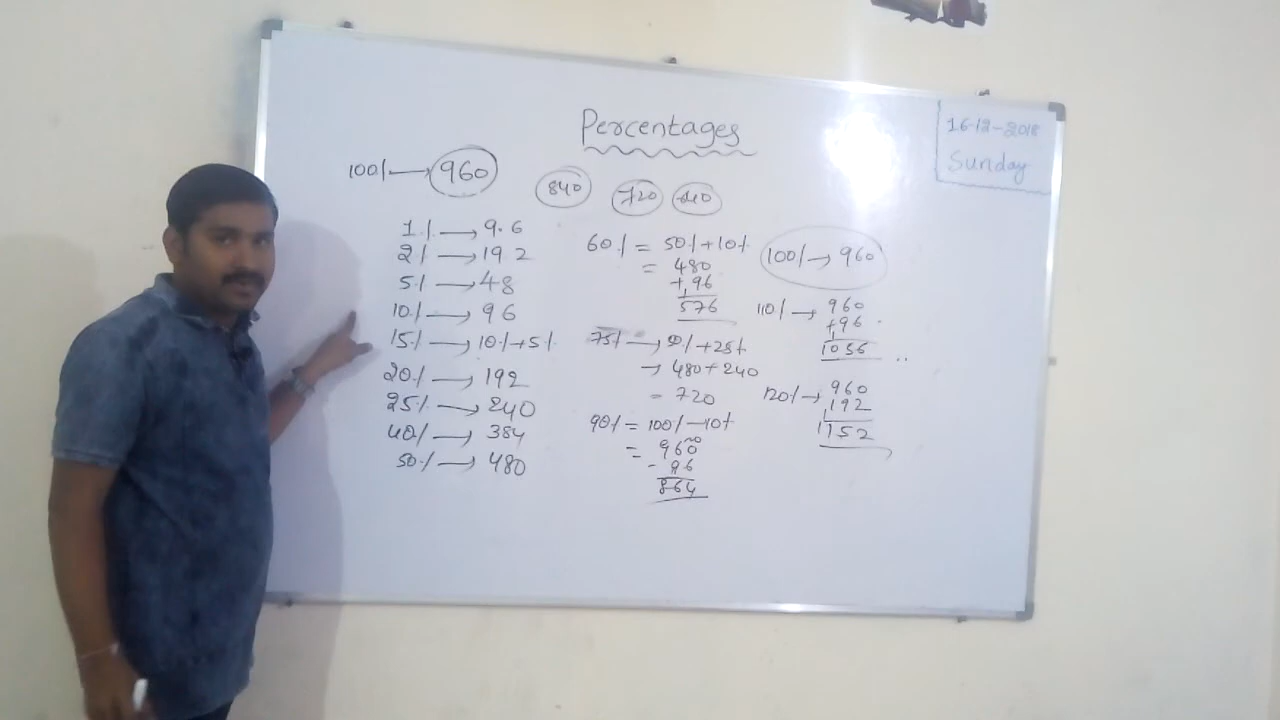 Percentages
16-12-2018
Sunday
100% → 960
840 720
1% → 9.6
2% → 19.2
5% → 48
10% → 96
15% → 10%+5%
20% → 192
25% → 240
40% → 384
50% → 480
60% = 50%+10%
= 480
+96
576
75% → 50%+25%
→ 480+240
= 720
90% = 100%-10%
= 960
- 96
864
100% → 960
110% → 960
+96
1056
120% → 960
192
1152